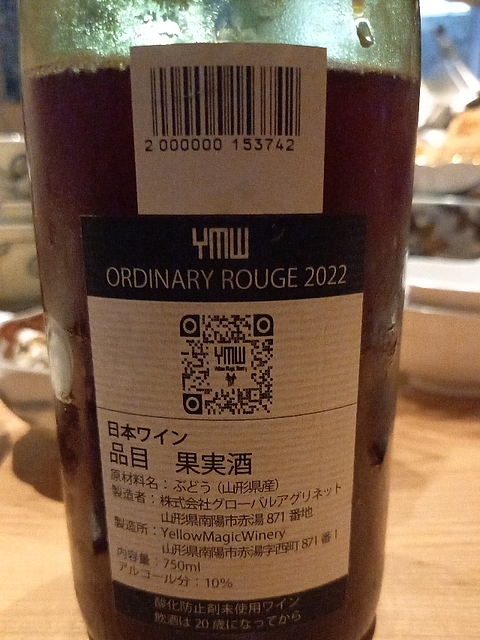 2 000000 153742
YMW
ORDINARY ROUGE 2022
YMW
Yellow Magic Winery
日本ワイン
品目 果実酒
原材料名：ぶどう（山形県産）
製造者：株式会社グローバルアグリネット
山形県南陽市赤湯 871 番地
製造所：YellowMagicWinery
山形県南陽市赤湯字西町 871 番 1
内容量：750ml
アルコール分：10%
酸化防止剤未使用ワイン
飲酒は 20 歳になってから